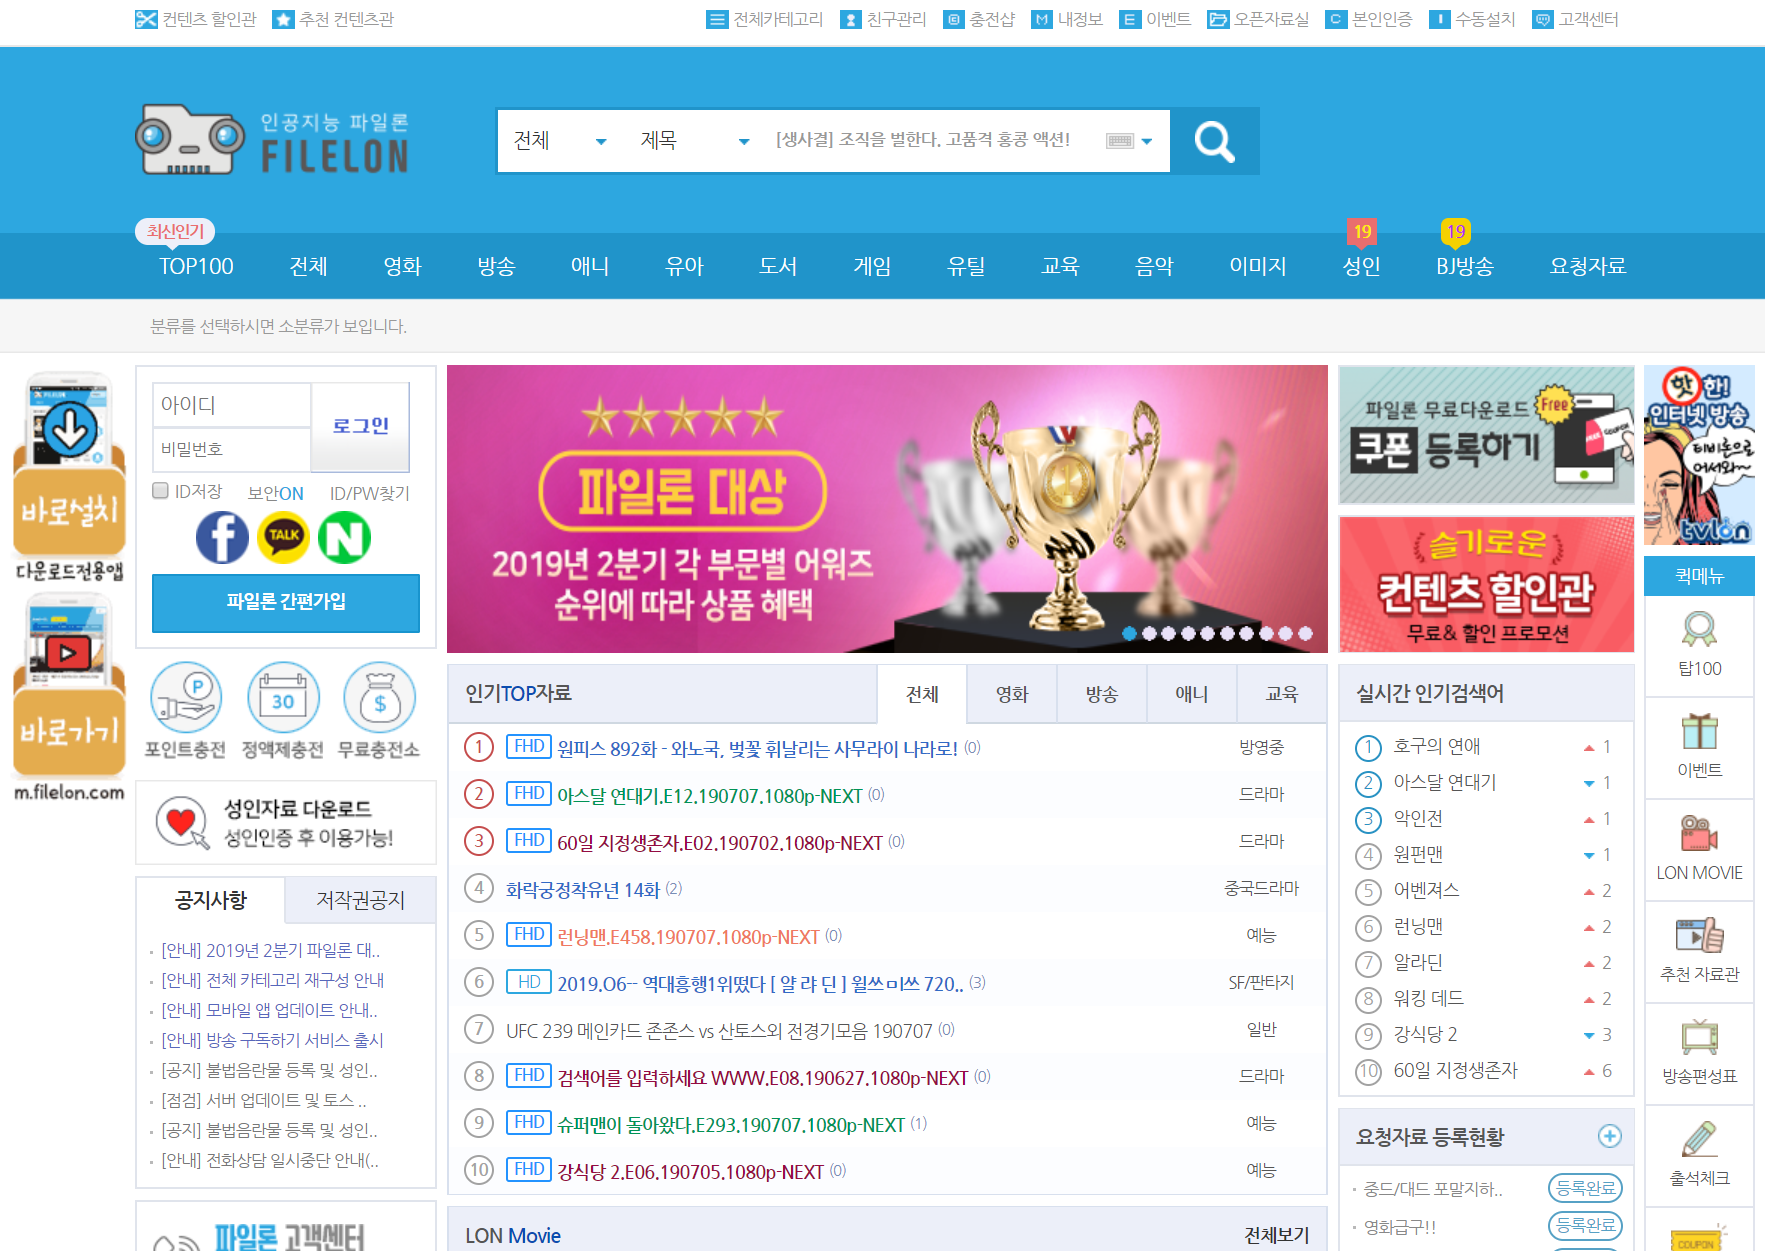 컨텐츠 할인관 추천 컨텐츠관 전체카테고리 친구관리 충전샵 내정보 이벤트 오픈자료실 본인인증 수동설치 고객센터
인공지능 파일론
FILELON
전체 제목 [생사결] 조직을 벌한다. 고품격 홍콩 액션!
최신인기 19 19
TOP100 전체 영화 방송 애니 유아 도서 게임 유틸 교육 음악 이미지 성인 BJ방송 요청자료
분류를 선택하시면 소분류가 보입니다.
바로설치
다운로드전용앱
바로가기
m.filelon.com
아이디
비밀번호
로그인
ID저장 보안ON ID/PW찾기
TALK
파일론 간편가입
포인트충전 정액제충전 무료충전소
성인자료 다운로드
성인인증 후 이용가능!
공지사항 저작권공지
[안내] 2019년 2분기 파일론 대..
[안내] 전체 카테고리 재구성 안내
[안내] 모바일 앱 업데이트 안내..
[안내] 방송 구독하기 서비스 출시
[공지] 불법음란물 등록 및 성인..
[점검] 서버 업데이트 및 토스 ..
[공지] 불법음란물 등록 및 성인..
[안내] 전화상담 일시중단 안내(..
파일론 고객센터
파일론 대상
2019년 2분기 각 부문별 어워즈
순위에 따라 상품 혜택
인기TOP자료 전체 영화 방송 애니 교육
1 FHD 원피스 892화 - 와노국, 벚꽃 휘날리는 사무라이 나라로! (0) 방영중
2 FHD 아스달 연대기.E12.190707.1080p-NEXT (0) 드라마
3 FHD 60일 지정생존자.E02.190702.1080p-NEXT (0) 드라마
4 화락궁정착유년 14화 (2) 중국드라마
5 FHD 런닝맨.E458.190707.1080p-NEXT (0) 예능
6 HD 2019.O6-- 역대흥행1위떴다 [ 얄 랴 딘 ] 윌쓰ㅁl쓰 720.. (3) SF/판타지
7 UFC 239 메인카드 존존스 vs 산토스외 전경기모음 190707 (0) 일반
8 FHD 검색어를 입력하세요 WWW.E08.190627.1080p-NEXT (0) 드라마
9 FHD 슈퍼맨이 돌아왔다.E293.190707.1080p-NEXT (1) 예능
10 FHD 강식당 2.E06.190705.1080p-NEXT (0) 예능
LON Movie 전체보기
파일론 무료다운로드
Free
쿠폰 등록하기
COUPON
슬기로운
컨텐츠 할인관
무료& 할인 프로모션
실시간 인기검색어
1 호구의 연애 1
2 아스달 연대기 1
3 악인전 1
4 원펀맨 1
5 어벤져스 2
6 런닝맨 2
7 알라딘 2
8 워킹 데드 2
9 강식당 2 3
10 60일 지정생존자 6
요청자료 등록현황
중드/대드 포말지하.. 등록완료
영화급구!! 등록완료
핫한!
인터넷방송
티비론으로
어서와~
tvlon
퀵메뉴
탑100
이벤트
LON MOVIE
추천 자료관
방송편성표
출석체크
COUPON